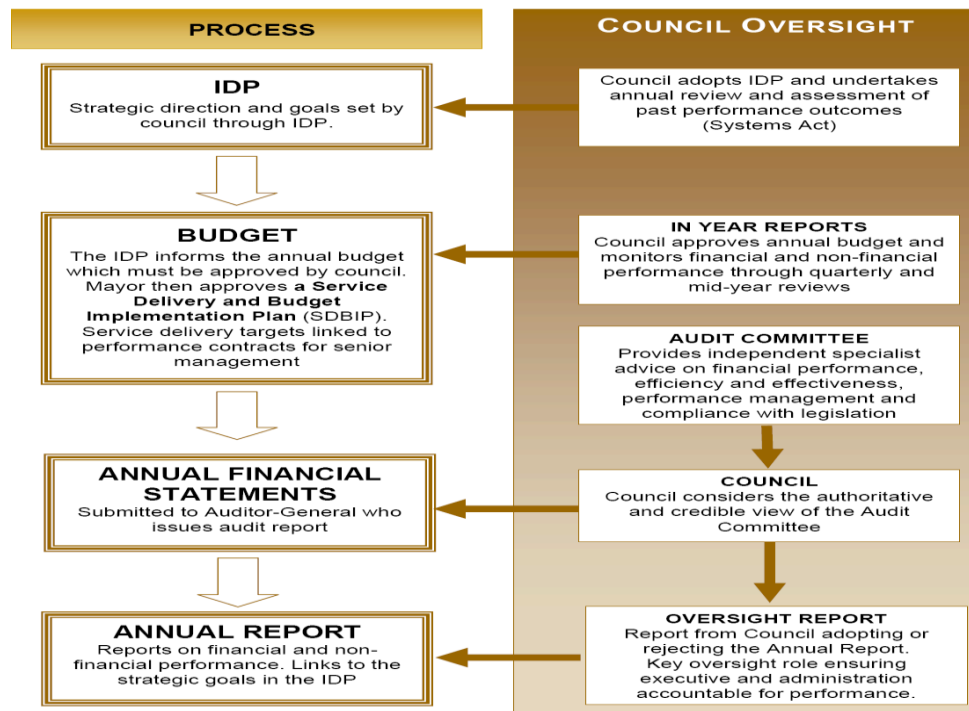 PROCESS
IDP
Strategic direction and goals set by
council through IDP.
BUDGET
The IDP informs the annual budget
which must be approved by council.
Mayor then approves a Service
Delivery and Budget
Implementation Plan (SDBIP).
Service delivery targets linked to
performance contracts for senior
management
ANNUAL FINANCIAL
STATEMENTS
Submitted to Auditor-General who
issues audit report
ANNUAL REPORT
Reports on financial and non-
financial performance. Links to the
strategic goals in the IDP
COUNCIL OVERSIGHT
Council adopts IDP and undertakes
annual review and assessment of
past performance outcomes
(Systems Act)
IN YEAR REPORTS
Council approves annual budget and
monitors financial and non-financial
performance through quarterly and
mid-year reviews
AUDIT COMMITTEE
Provides independent specialist
advice on financial performance,
efficiency and effectiveness,
performance management and
compliance with legislation
COUNCIL
Council considers the authoritative
and credible view of the Audit
Committee
OVERSIGHT REPORT
Report from Council adopting or
rejecting the Annual Report.
Key oversight role ensuring
executive and administration
accountable for performance.